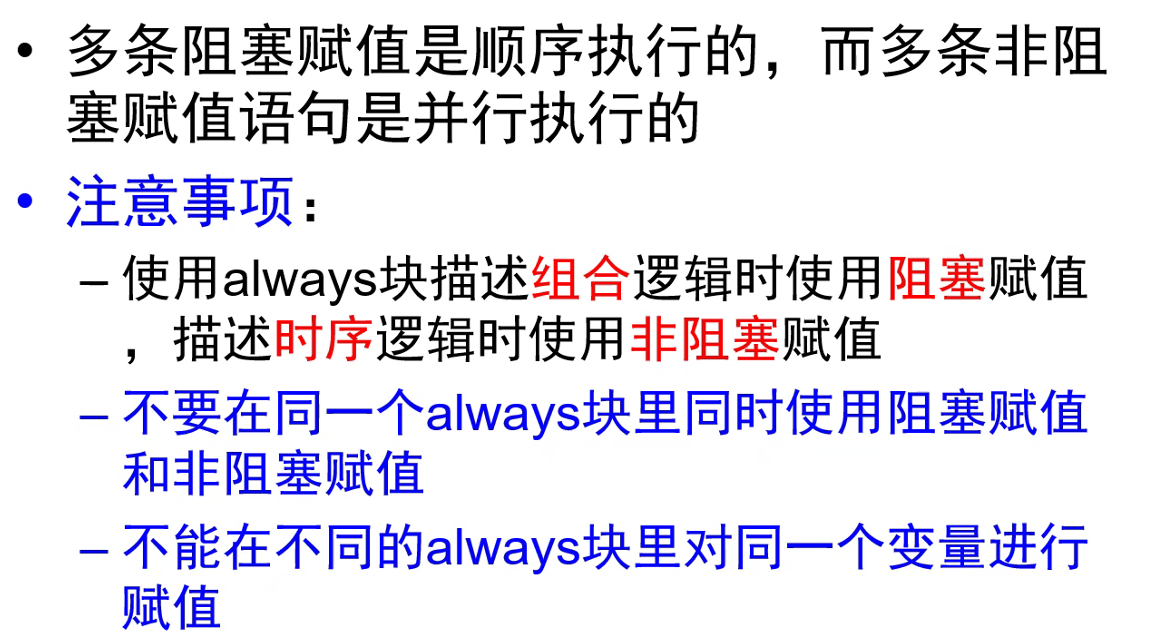 • 多条阻塞赋值是顺序执行的，而多条非阻
塞赋值语句是并行执行的
• 注意事项：
– 使用always块描述组合逻辑时使用阻塞赋值
，描述时序逻辑时使用非阻塞赋值
– 不要在同一个always块里同时使用阻塞赋值
和非阻塞赋值
– 不能在不同的always块里对同一个变量进行
赋值